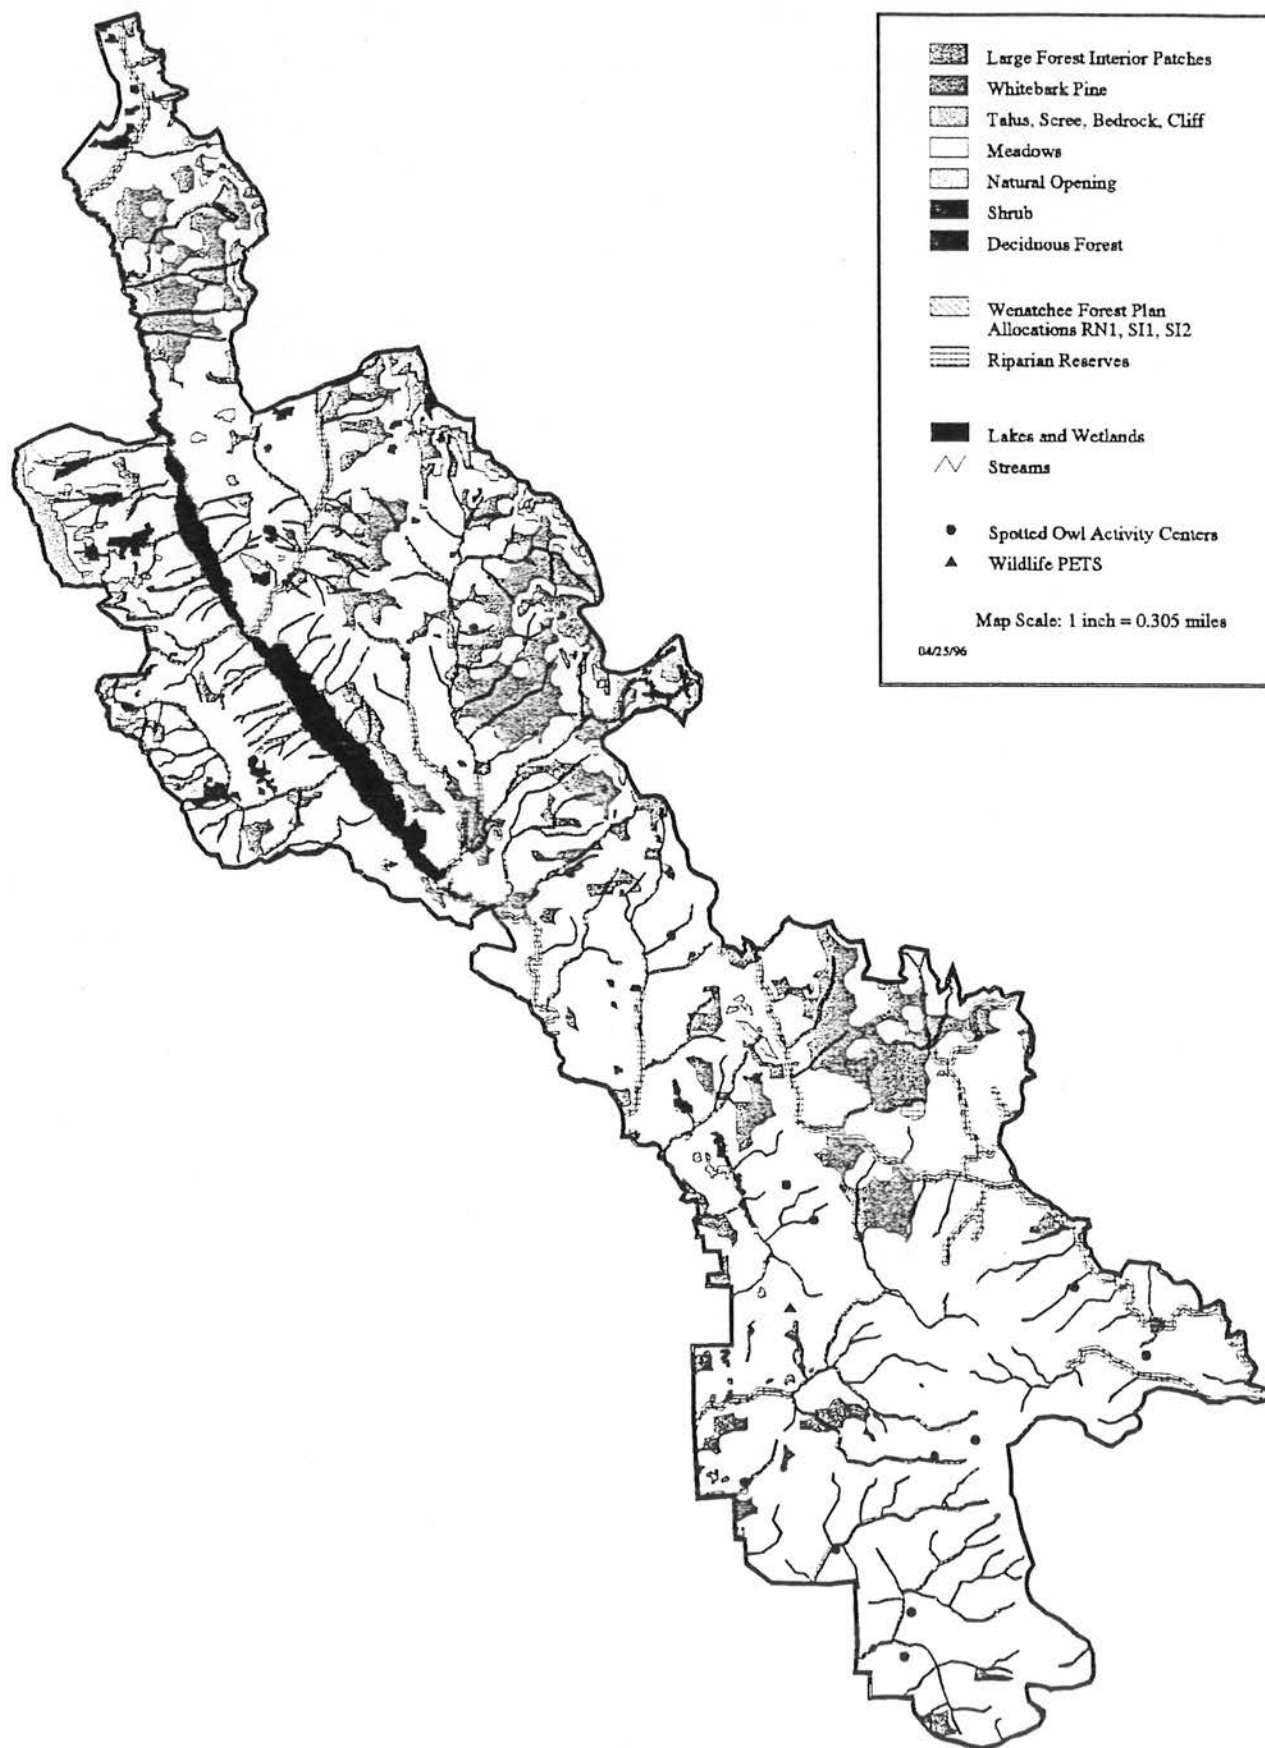 Large Forest Interior Patches
Whitebark Pine
Talus, Scree, Bedrock, Cliff
Meadows
Natural Opening
Shrub
Deciduous Forest
Wenatchee Forest Plan
Allocations RN1, SI1, SI2
Riparian Reserves
Lakes and Wetlands
Streams
Spotted Owl Activity Centers
Wildlife PETS
Map Scale: 1 inch = 0.305 miles
04/25/96